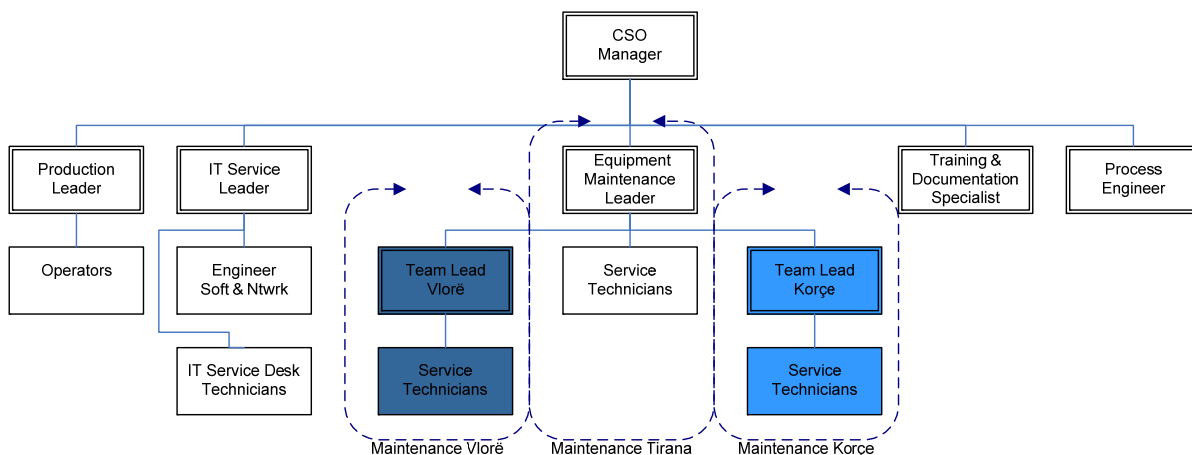 CSO
Manager
Production
Leader
IT Service
Leader
Equipment
Maintenance
Leader
Training &
Documentation
Specialist
Process
Engineer
Operators
Engineer
Soft & Ntwrk
Team Lead
Vlorë
Service
Technicians
Team Lead
Korçe
IT Service Desk
Technicians
Service
Technicians
Service
Technicians
Maintenance Vlorë
Maintenance Tirana
Maintenance Korçe